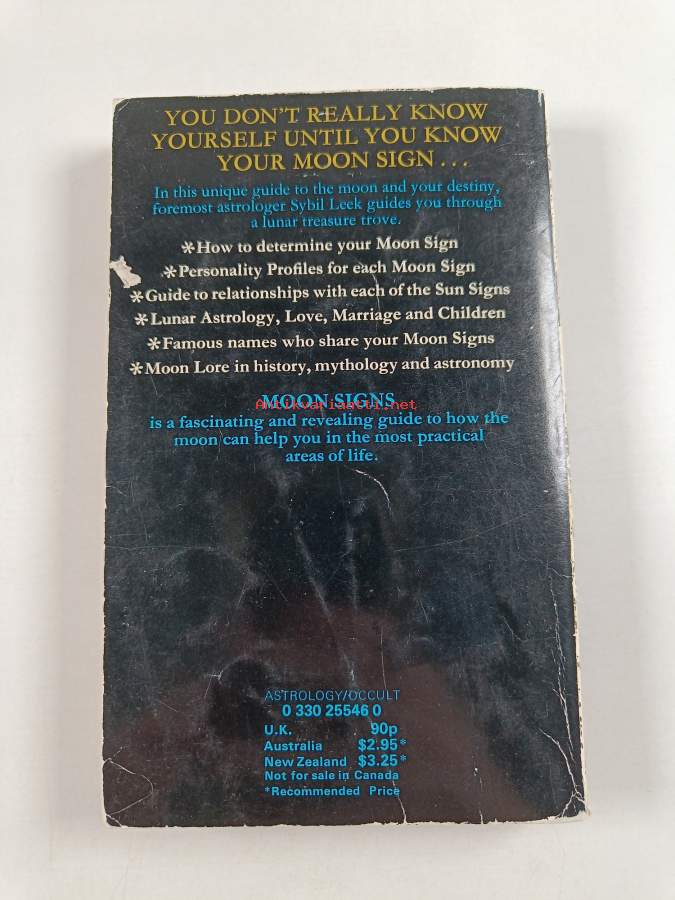 YOU DON'T REALLY KNOW
YOURSELF UNTIL YOU KNOW
YOUR MOON SIGN...
In this unique guide to the moon and your destiny,
foremost astrologer Sybil Leek guides you through
a lunar treasure trove.
*How to determine your Moon Sign
*Personality Profiles for each Moon Sign
*Guide to relationships with each of the Sun Signs
*Lunar Astrology, Love, Marriage and Children
*Famous names who share your Moon Signs
*Moon Lore in history, mythology and astronomy
MOON SIGNS
Antikvariaatti.net
is a fascinating and revealing guide to how the
moon can help you in the most practical
areas of life.
ASTROLOGY/OCCULT
0 330 25546 0
U.K. 90p
Australia $2.95*
New Zealand $3.25*
Not for sale in Canada
*Recommended Price